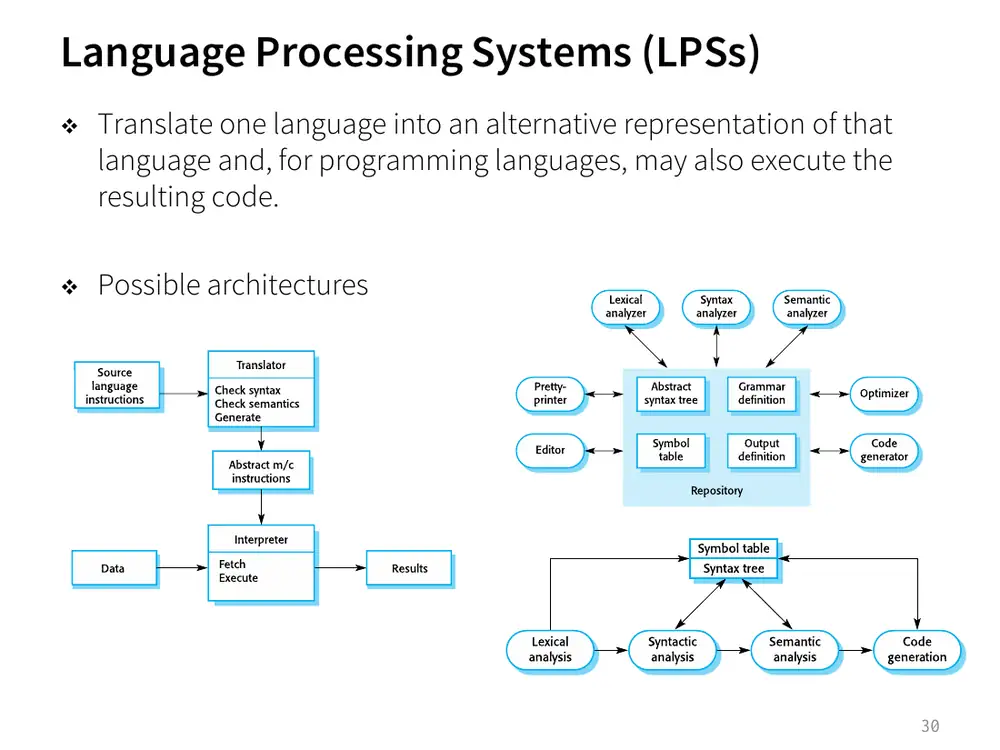 Language Processing Systems (LPSs)
❖ Translate one language into an alternative representation of that
language and, for programming languages, may also execute the
resulting code.
❖ Possible architectures
Source
language
instructions
Translator
Check syntax
Check semantics
Generate
Abstract m/c
instructions
Interpreter
Fetch
Execute
Data
Results
Lexical
analyzer
Syntax
analyzer
Semantic
analyzer
Pretty-
printer
Abstract
syntax tree
Grammar
definition
Optimizer
Editor
Symbol
table
Output
definition
Code
generator
Repository
Symbol table
Syntax tree
Lexical
analysis
Syntactic
analysis
Semantic
analysis
Code
generation
30